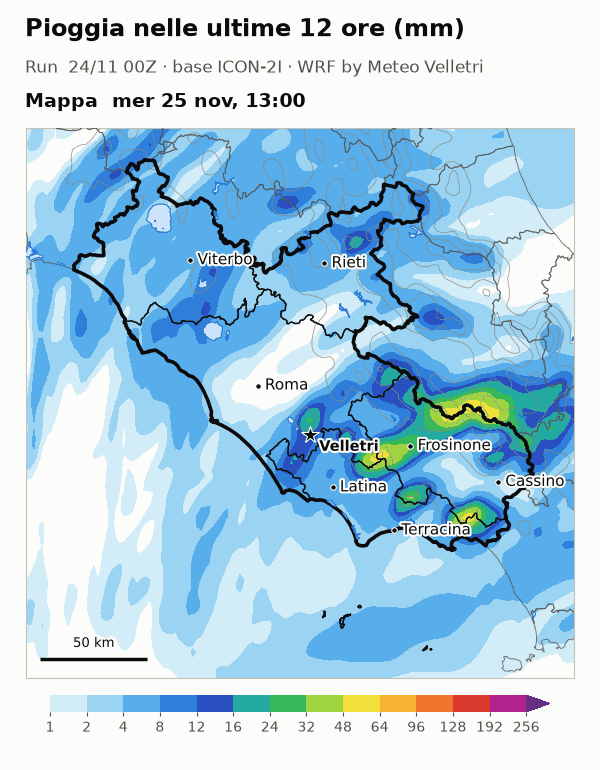 Pioggia nelle ultime 12 ore (mm)
Run  24/11 00Z · base ICON-2I · WRF by Meteo Velletri
Mappa  mer 25 nov, 13:00
Viterbo
Rieti
Roma
Velletri
Frosinone
Latina
Cassino
Terracina
50 km
1 2 4 8 12 16 24 32 48 64 96 128 192 256